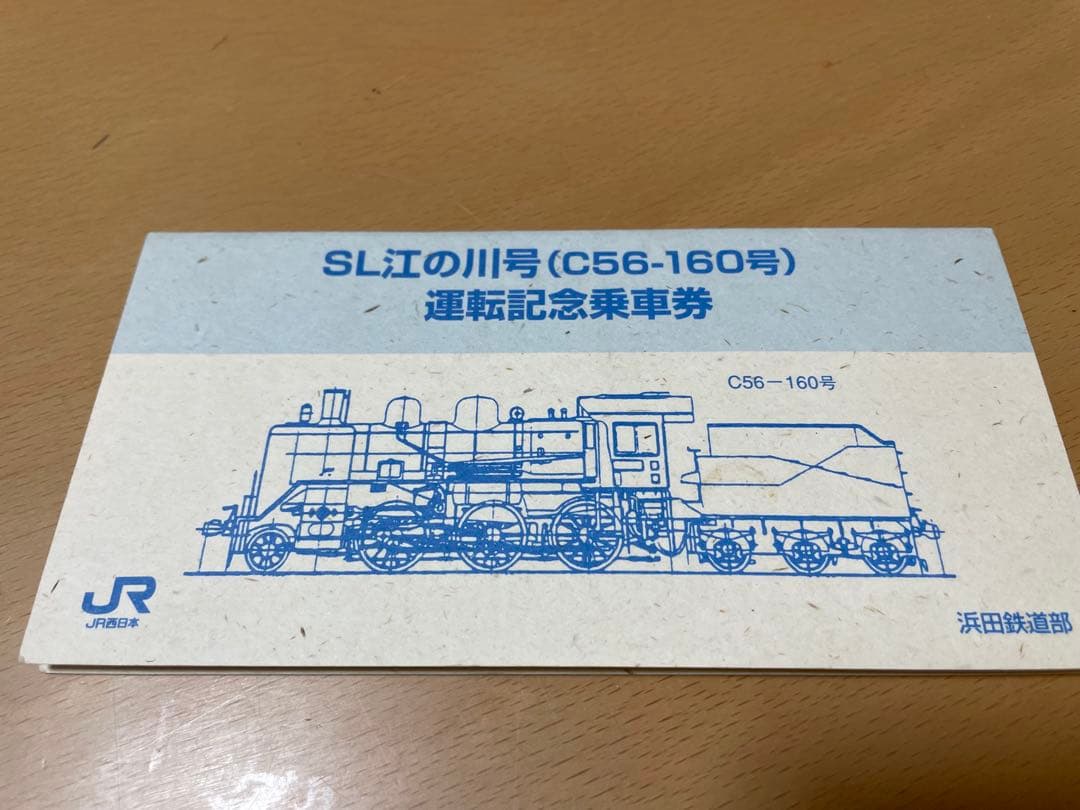 SL江の川号(C56-160号)
運転記念乗車券
C56－160号
JR
JR西日本
浜田鉄道部